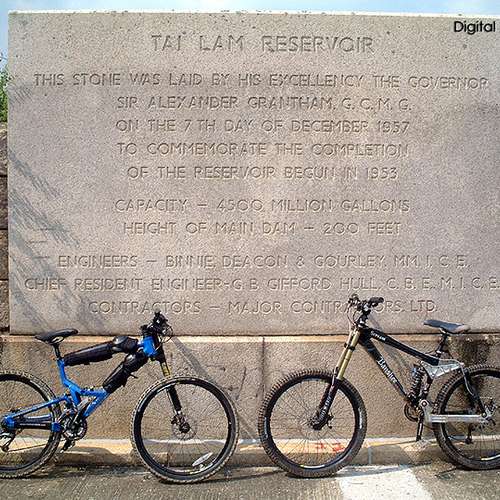 Digital
TAI LAM RESERVOIR
THIS STONE WAS LAID BY HIS EXCELLENCY THE GOVERNOR
SIR ALEXANDER GRANTHAM, G. C. M. G.
ON THE 7TH DAY OF DECEMBER 1957
TO COMMEMORATE THE COMPLETION
OF THE RESERVOIR BEGUN IN 1953
CAPACITY – 4500 MILLION GALLONS
HEIGHT OF MAIN DAM – 200 FEET
ENGINEERS – BINNIE, DEACON & GOURLEY, MM. I. C. E.
CHIEF RESIDENT ENGINEER – G. B. GIFFORD HULL, C. B. E., M. I. C. E.
CONTRACTORS – MAJOR CONTRACTORS. LTD.